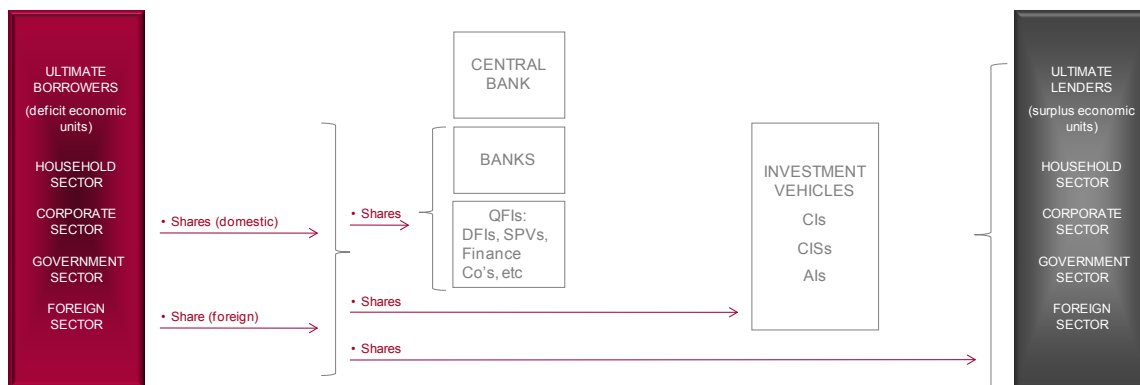 ULTIMATE
BORROWERS
(deficit economic
units)
HOUSEHOLD
SECTOR
CORPORATE
SECTOR
GOVERNMENT
SECTOR
FOREIGN
SECTOR
• Shares (domestic)
• Share (foreign)
• Shares
• Shares
• Shares
CENTRAL
BANK
BANKS
QFIs:
DFIs, SPVs,
Finance
Co's, etc
INVESTMENT
VEHICLES
CIs
CISs
AIs
ULTIMATE
LENDERS
(surplus economic
units)
HOUSEHOLD
SECTOR
CORPORATE
SECTOR
GOVERNMENT
SECTOR
FOREIGN
SECTOR